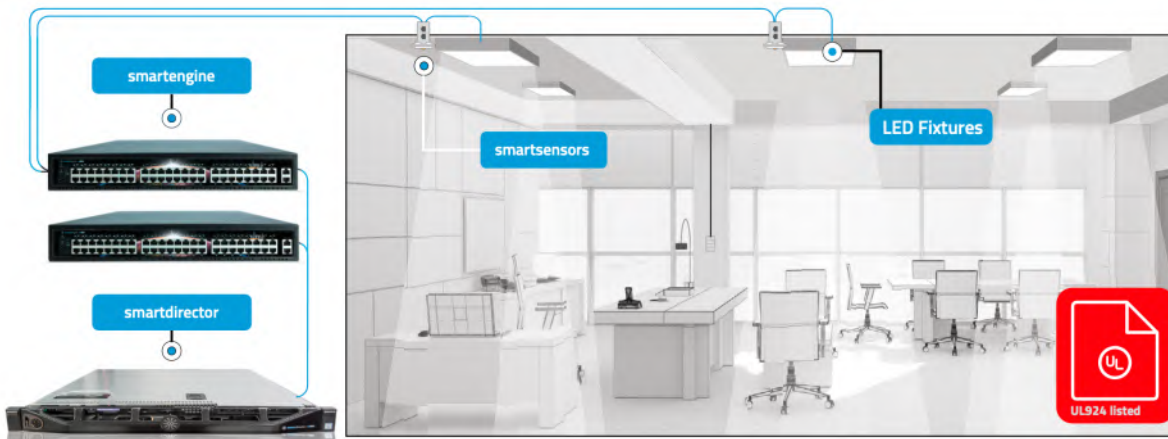 smartengine
smartsensors
LED Fixtures
smartdirector
UL
UL924 listed